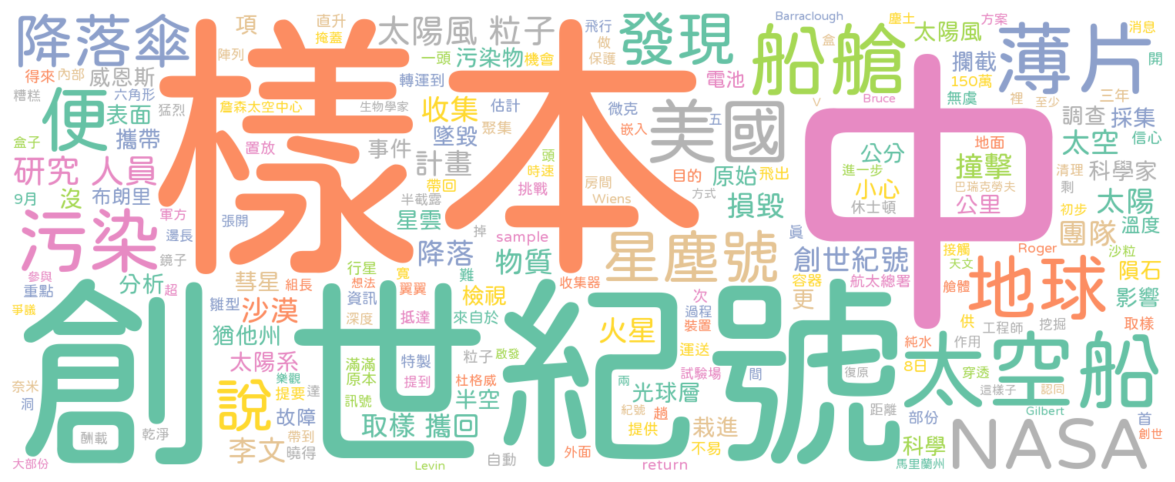 樣本
創世紀號
中
太空船
NASA
地球
薄片
船艙
美國
發現
降落傘
便
污染
星塵號
說
研究 人員
太陽風 粒子
項
直升
掩蓋
陣列
一頭
污染物
機會
飛行
做
保護
Barraclough
塵土
方案
消息
太陽風
盒
攔截
開
150萬
電池
得來
內部
威恩斯
轉運到
糟糕
六角形
詹森太空中心
生物學家
估計
微克
V
Bruce
無虞
裡
三年
至少
表面
猛烈
收集
聚集
嵌入
五
調查
採集
盒子
攜帶
置放
事件
墜毀
計畫
頭
時速
挑戰
房間
目的
原始
飛出
公分
進一步
撞擊
地面
太空
信心
清理
科學家
剩
沒
9月
布朗里
帶回
半截露
Wiens
方式
損毀
小心
休士頓
巴瑞克勞夫
公里
初步
太陽
軍方
張開
邊長
鏡子
星雲
掉
sample
降落
物質
創世紀號
容器
航太總署
更
眞
接觸
天文
艙體
Roger
團隊
沙粒
溫度
隕石
影響
參與
重點
超
分析
彗星
組長
行星
想法
寬
難
翼翼
收集器
次
過程
裝置
爭議
雛型
沙漠
資訊
深度
抵達
檢視
來自於
猶他州
火星
運送
供
工程師
純水
挖掘
取樣
8日
作用
穿透
太陽系
滿滿
原本
特製
提到
粒子
啟發
試驗場
間
兩
光球層
復原
這樣子
認同
奈米
洞
樂觀
提要
達
訊號
杜格威
半空
紀號
趙
提供
距離
部份
Gilbert
首
創世
故障
酬載
乾淨
取樣 攜回
栽進
不易
李文
帶到
曉得
自動
外面
Levin
return
科學
馬里蘭州
大部份